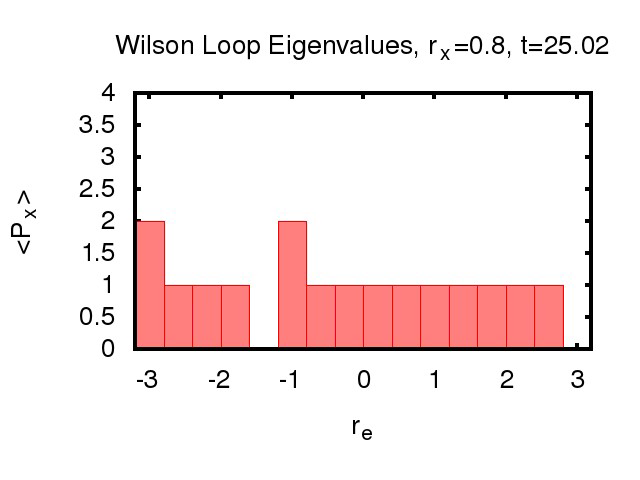 Wilson Loop Eigenvalues, r_x=0.8, t=25.02
4
3.5
3
2.5
2
1.5
1
0.5
0
<P_x>
-3 -2 -1 0 1 2 3
r_e